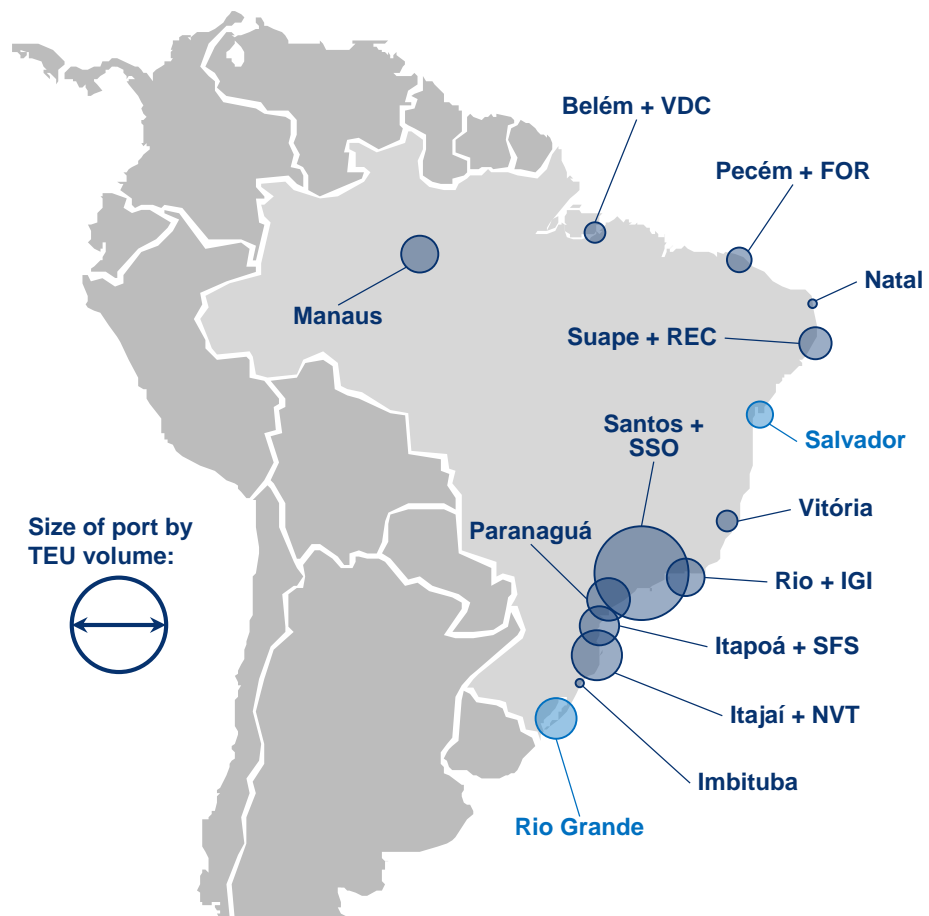 Belém + VDC
Pecém + FOR
Natal
Manaus
Suape + REC
Santos +
SSO
Salvador
Size of port by
TEU volume:
Paranaguá
Vitória
Rio + IGI
Itapoá + SFS
Itajaí + NVT
Imbituba
Rio Grande